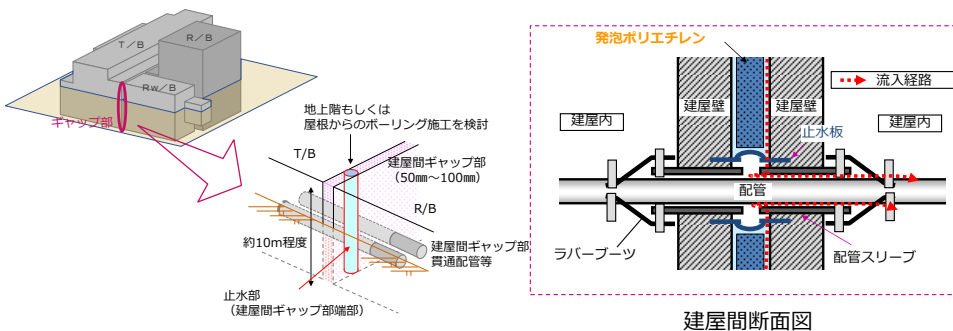 T/B
R/B
Rw/B
ギャップ部
地上階もしくは
屋根からのボーリング施工を検討
T/B
建屋間ギャップ部
(50㎜~100㎜)
R/B
約10m程度
建屋間ギャップ部
貫通配管等
止水部
(建屋間ギャップ部端部)
発泡ポリエチレン
流入経路
建屋壁
建屋壁
建屋内
止水板
建屋内
配管
ラバーブーツ
配管スリーブ
建屋間断面図